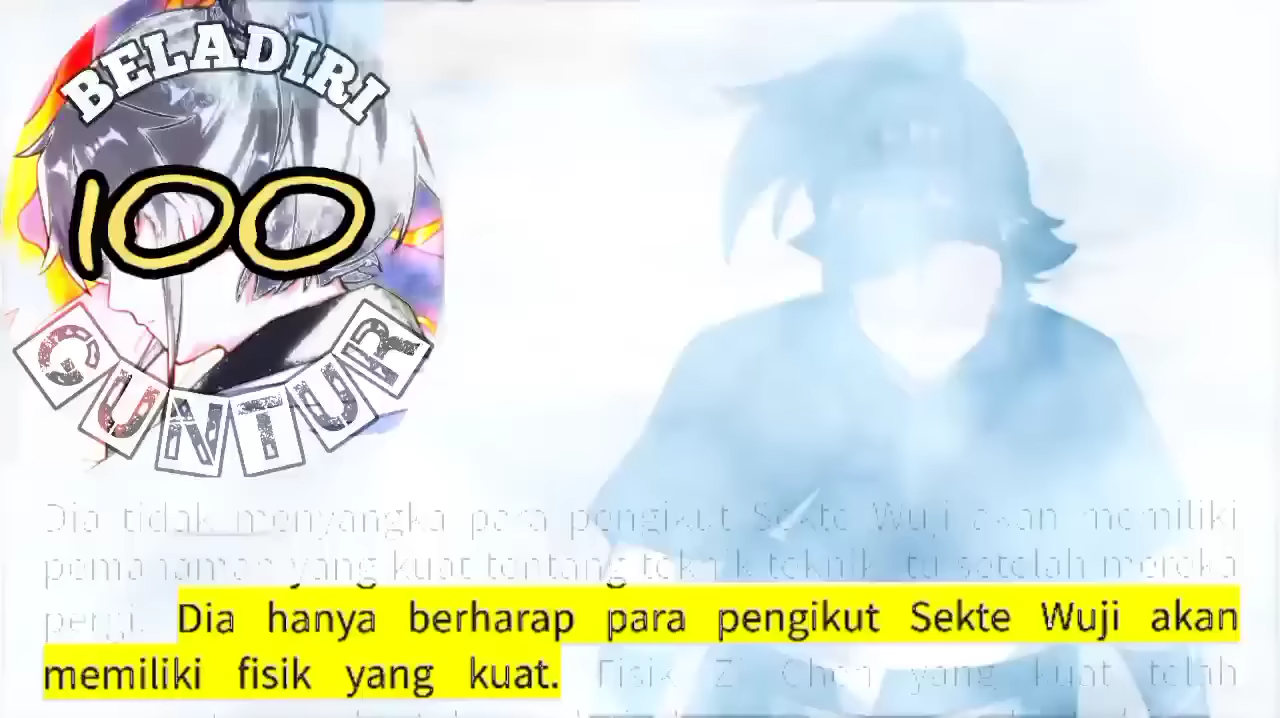 BELADIRI
100
GUNTUR
Dia tidak menyangka para pengikut Sekte Wuji akan memiliki
pemahaman yang kuat tentang teknik-teknik itu setelah mereka
pergi. Dia hanya berharap para pengikut Sekte Wuji akan
memiliki fisik yang kuat. Fisik Zi Chen yang kuat telah